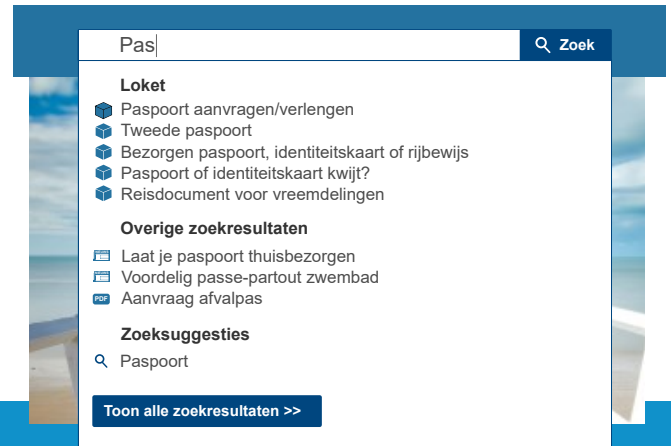 Pas
Zoek
Loket
Paspoort aanvragen/verlengen
Tweede paspoort
Bezorgen paspoort, identiteitskaart of rijbewijs
Paspoort of identiteitskaart kwijt?
Reisdocument voor vreemdelingen
Overige zoekresultaten
Laat je paspoort thuisbezorgen
Voordelig passe-partout zwembad
PDF Aanvraag afvalpas
Zoeksuggesties
Paspoort
Toon alle zoekresultaten >>